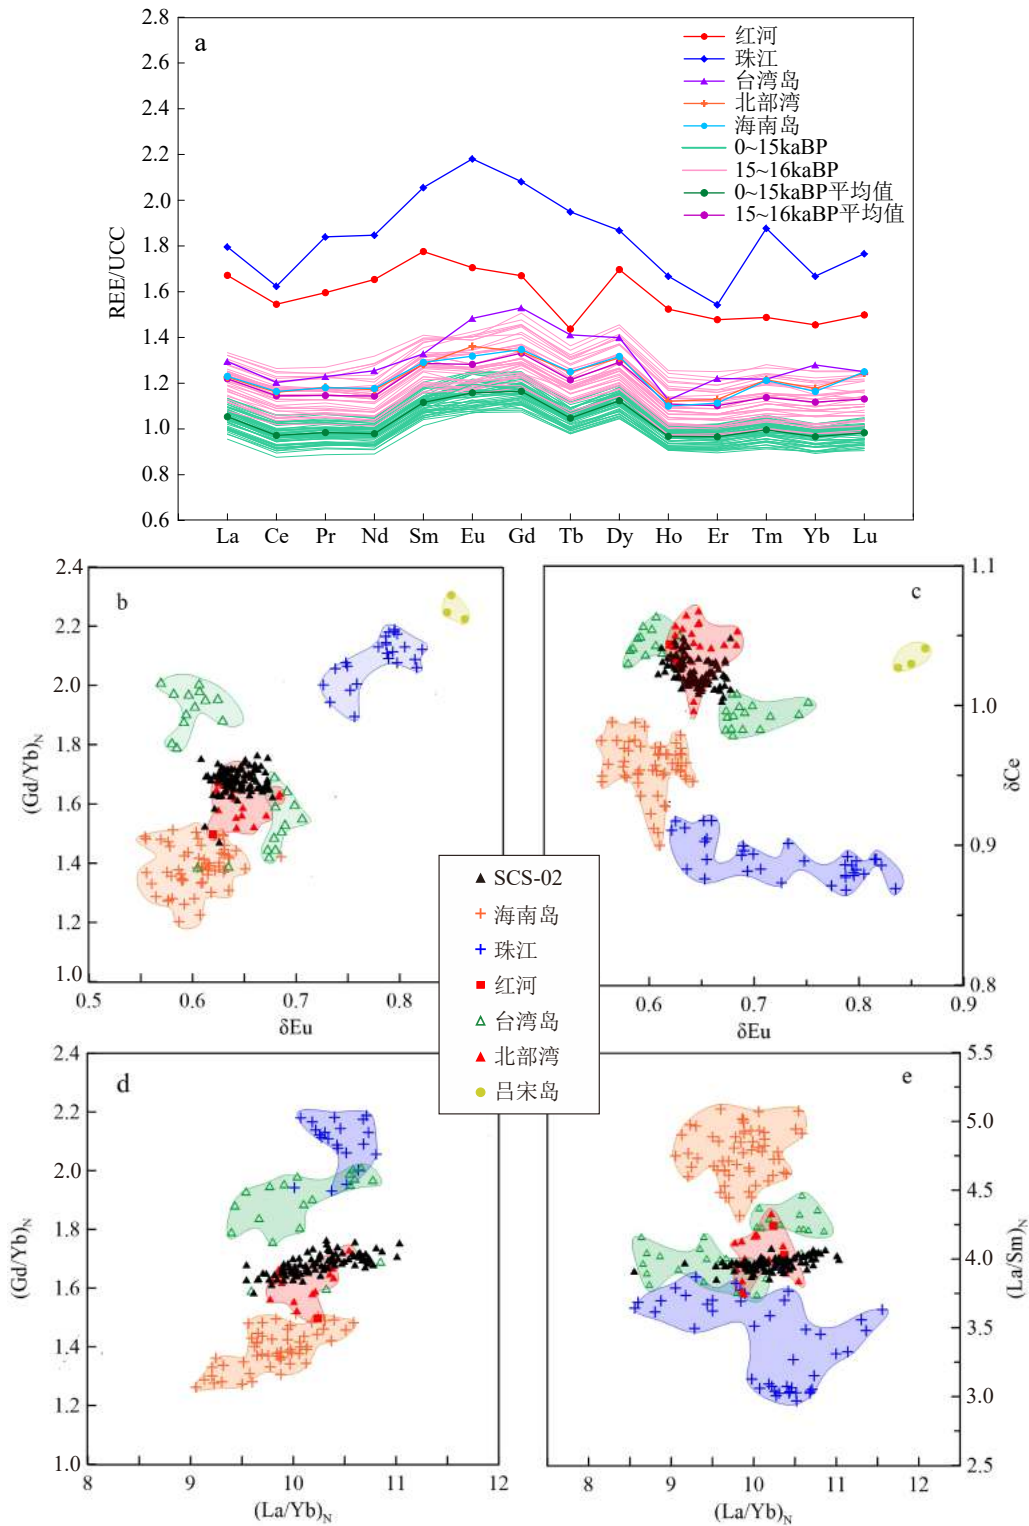 a
2.8
2.6
2.4
2.2
2.0
1.8
1.6
1.4
1.2
1.0
0.8
0.6
REE/UCC
红河
珠江
台湾岛
北部湾
海南岛
0~15kaBP
15~16kaBP
0~15kaBP平均值
15~16kaBP平均值
La Ce Pr Nd Sm Eu Gd Tb Dy Ho Er Tm Yb Lu
b
2.4
2.2
2.0
1.8
1.6
1.4
1.2
1.0
(Gd/Yb)N
0.5 0.6 0.7 0.8
δEu
c
1.1
1.0
0.9
0.8
δCe
0.6 0.7 0.8 0.9
δEu
SCS-02
海南岛
珠江
红河
台湾岛
北部湾
吕宋岛
d
2.4
2.2
2.0
1.8
1.6
1.4
1.2
1.0
(Gd/Yb)N
8 9 10 11 12
(La/Yb)N
e
5.5
5.0
4.5
4.0
3.5
3.0
2.5
(La/Sm)N
8 9 10 11 12
(La/Yb)N